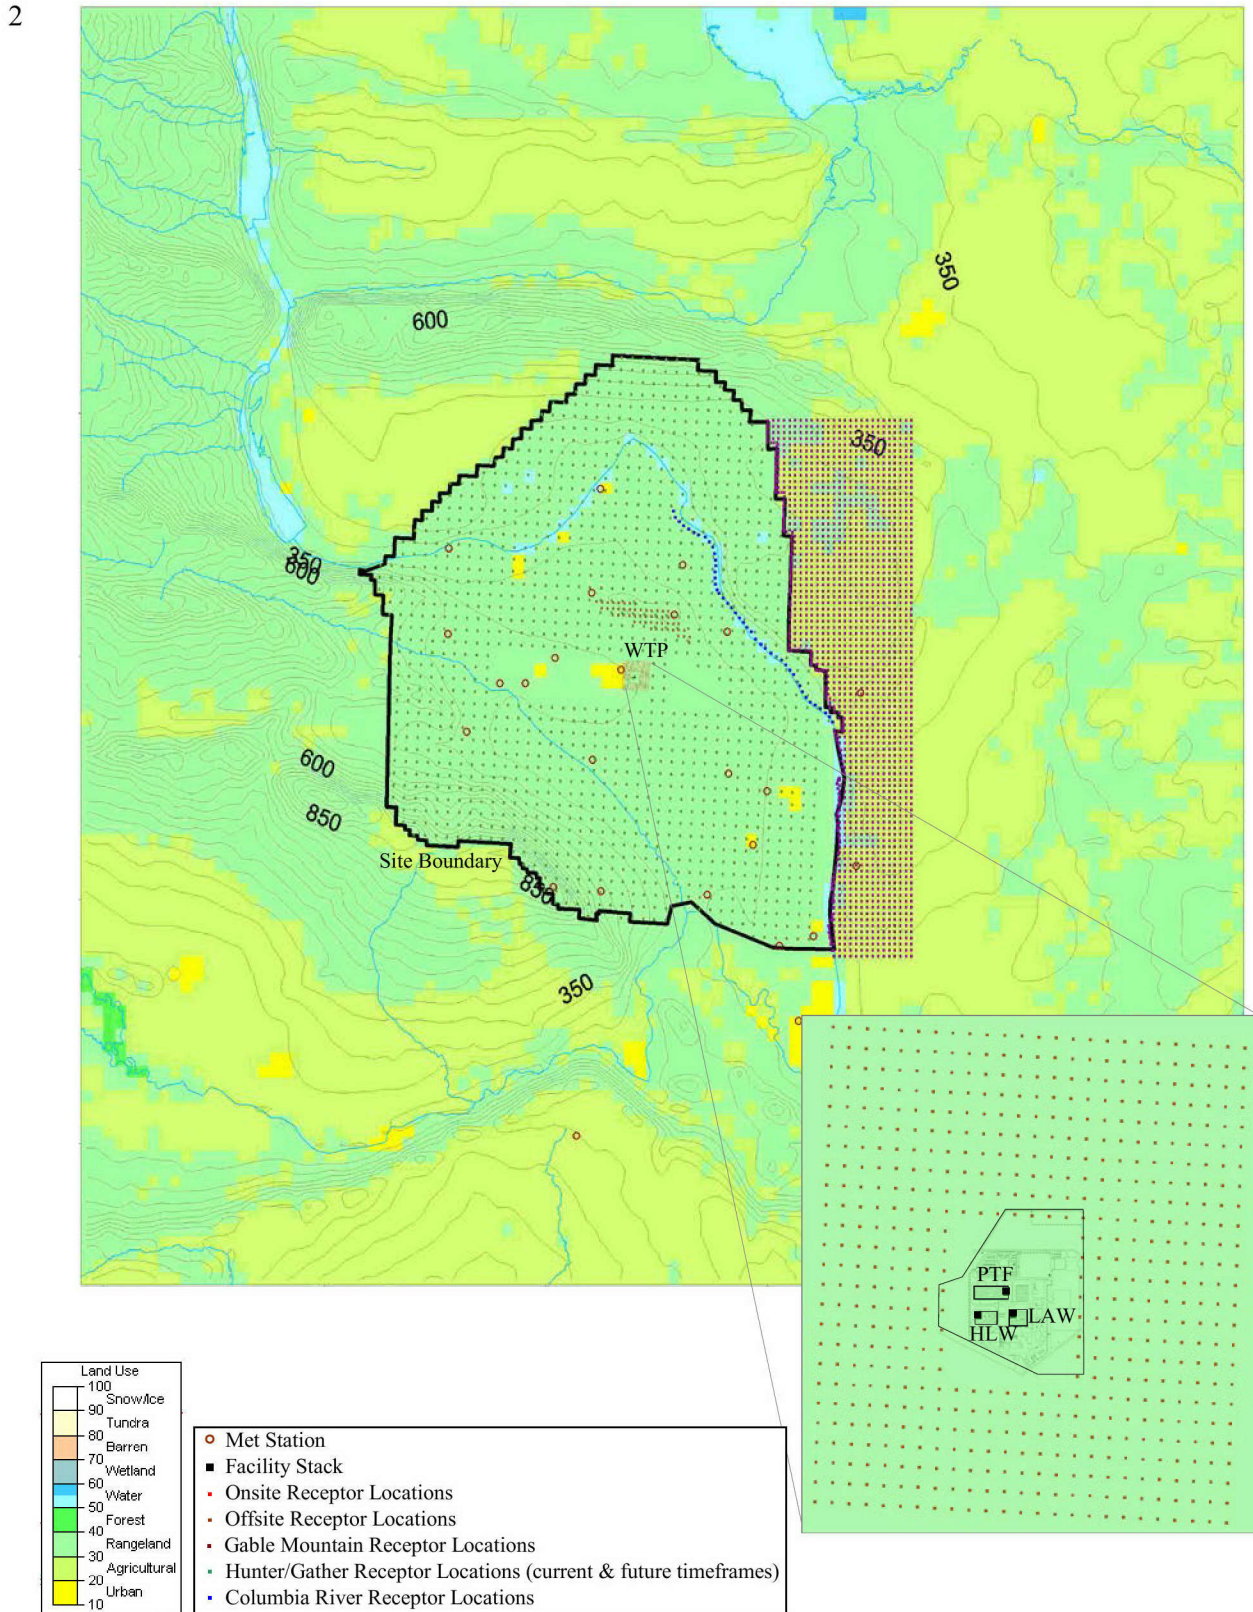 2
350
600
350
350
600
WTP
600
850
Site Boundary
850
350
PTF
HLW
LAW
Land Use
100
Snow/Ice
90
Tundra
80
Barren
70
Wetland
60
Water
50
Forest
40
Rangeland
30
Agricultural
20
Urban
10
Met Station
Facility Stack
Onsite Receptor Locations
Offsite Receptor Locations
Gable Mountain Receptor Locations
Hunter/Gather Receptor Locations (current & future timeframes)
Columbia River Receptor Locations